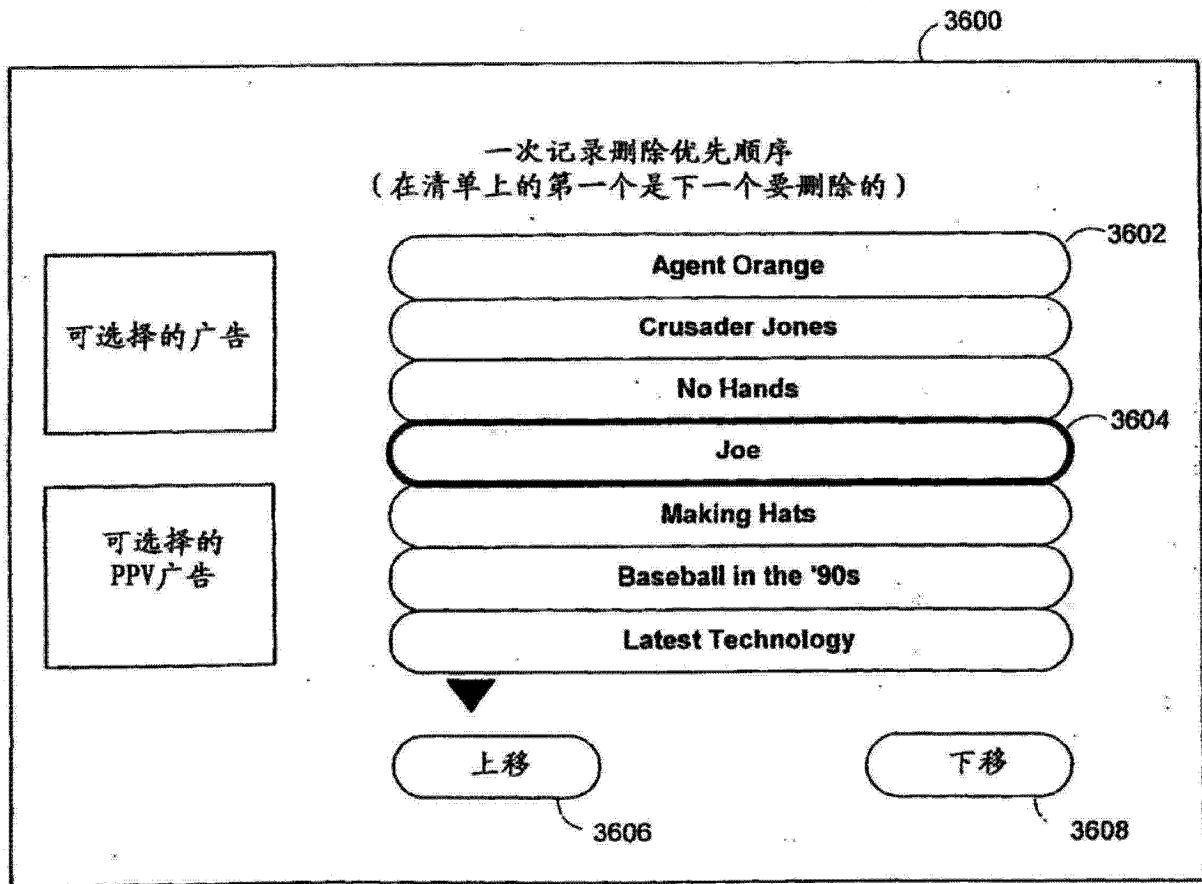 3600
一次记录删除优先顺序
（在清单上的第一个是下一个要删除的）
3602
Agent Orange
可选择的广告
Crusader Jones
No Hands
3604
Joe
可选择的
PPV广告
Making Hats
Baseball in the '90s
Latest Technology
上移
下移
3606
3608